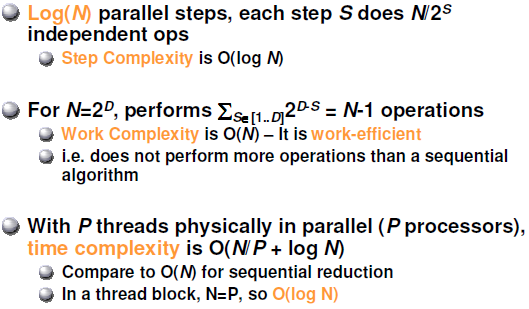 Log(N) parallel steps, each step S does N/2^S
independent ops
Step Complexity is O(log N)
For N=2^D, performs ∑_S∈[1..D] 2^D-S = N-1 operations
Work Complexity is O(N) – It is work-efficient
i.e. does not perform more operations than a sequential
algorithm
With P threads physically in parallel (P processors),
time complexity is O(N/P + log N)
Compare to O(N) for sequential reduction
In a thread block, N=P, so O(log N)